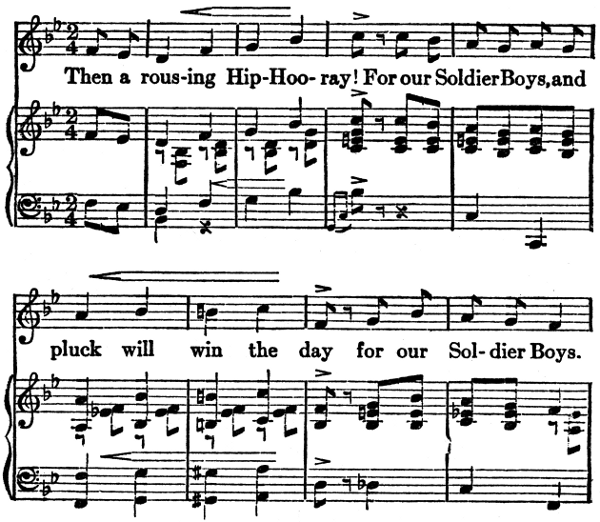 Then a rous-ing Hip-Hoo-ray! For our Soldier Boys, and
pluck will win the day for our Sol-dier Boys.